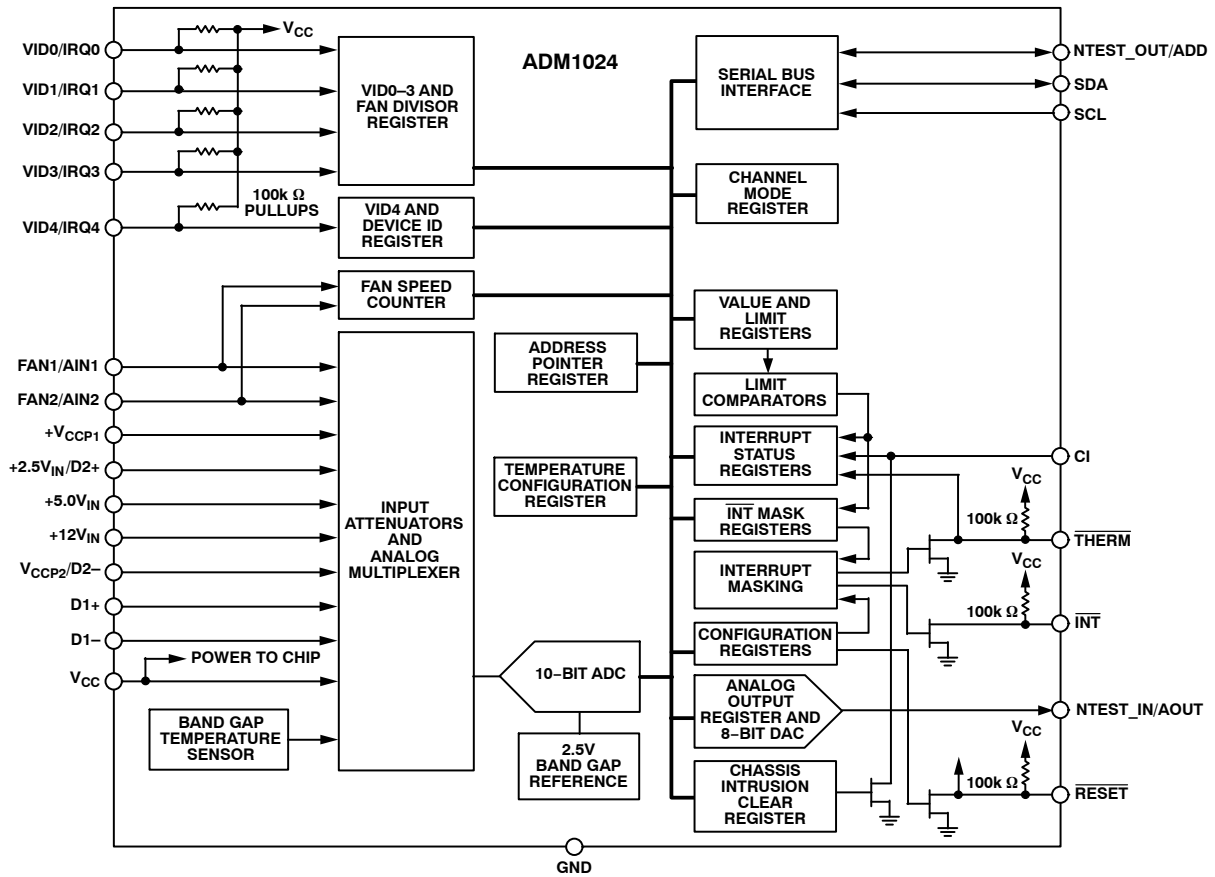 ADM1024
VID0/IRQ0
VID1/IRQ1
VID2/IRQ2
VID3/IRQ3
VID4/IRQ4
VCC
100k Ω
PULLUPS
VID0–3 AND
FAN DIVISOR
REGISTER
VID4 AND
DEVICE ID
REGISTER
FAN SPEED
COUNTER
FAN1/AIN1
FAN2/AIN2
+VCCP1
+2.5VIN/D2+
+5.0VIN
+12VIN
VCCP2/D2–
D1+
D1–
VCC
POWER TO CHIP
BAND GAP
TEMPERATURE
SENSOR
INPUT
ATTENUATORS
AND
ANALOG
MULTIPLEXER
10–BIT ADC
2.5V
BAND GAP
REFERENCE
ADDRESS
POINTER
REGISTER
TEMPERATURE
CONFIGURATION
REGISTER
SERIAL BUS
INTERFACE
CHANNEL
MODE
REGISTER
VALUE AND
LIMIT
REGISTERS
LIMIT
COMPARATORS
INTERRUPT
STATUS
REGISTERS
INT MASK
REGISTERS
INTERRUPT
MASKING
CONFIGURATION
REGISTERS
ANALOG
OUTPUT
REGISTER AND
8–BIT DAC
CHASSIS
INTRUSION
CLEAR
REGISTER
NTEST_OUT/ADD
SDA
SCL
CI
VCC
100k Ω
THERM
VCC
100k Ω
INT
NTEST_IN/AOUT
VCC
100k Ω
RESET
GND